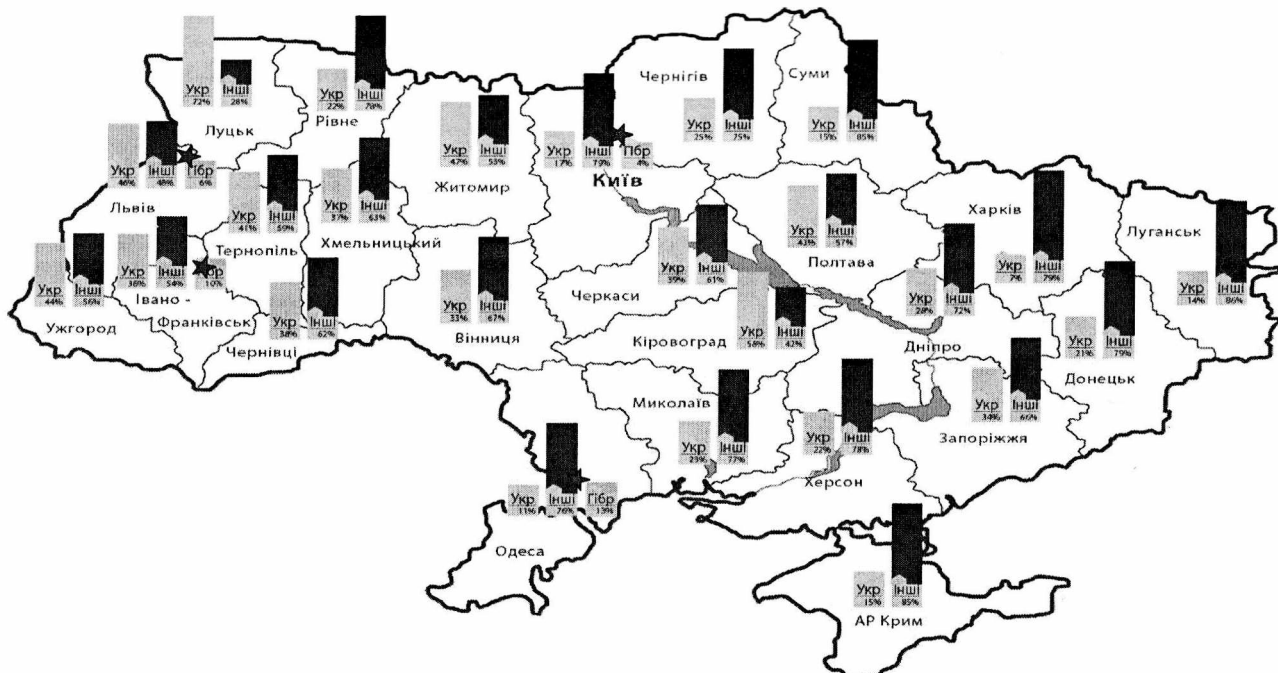 Укр Інші
72% 28%
Луцьк
Укр Інші
22% 78%
Рівне
Укр Інші
47% 53%
Житомир
Укр Інші Гібр
17% 79% 4%
Київ
Чернігів
Укр Інші
25% 75%
Суми
Укр Інші
15% 85%
Укр Інші Гібр
46% 48% 6%
Львів
Укр Інші
41% 59%
Тернопіль
Укр Інші
37% 63%
Хмельницький
Укр Інші
44% 56%
Ужгород
Укр Інші Гібр
36% 54% 10%
Івано -
Франківськ
Укр Інші
38% 62%
Чернівці
Укр Інші
33% 67%
Вінниця
Укр Інші
39% 61%
Черкаси
Укр Інші
58% 42%
Кіровоград
Укр Інші
43% 57%
Полтава
Харків
Укр Інші
7% 79%
Луганськ
Укр Інші
14% 86%
Укр Інші
28% 72%
Дніпро
Укр Інші
21% 79%
Донецьк
Укр Інші
34% 66%
Запоріжжя
Миколаїв
Укр Інші
23% 77%
Укр Інші
22% 78%
Херсон
Укр Інші Гібр
11% 76% 13%
Одеса
Укр Інші
15% 85%
АР Крим